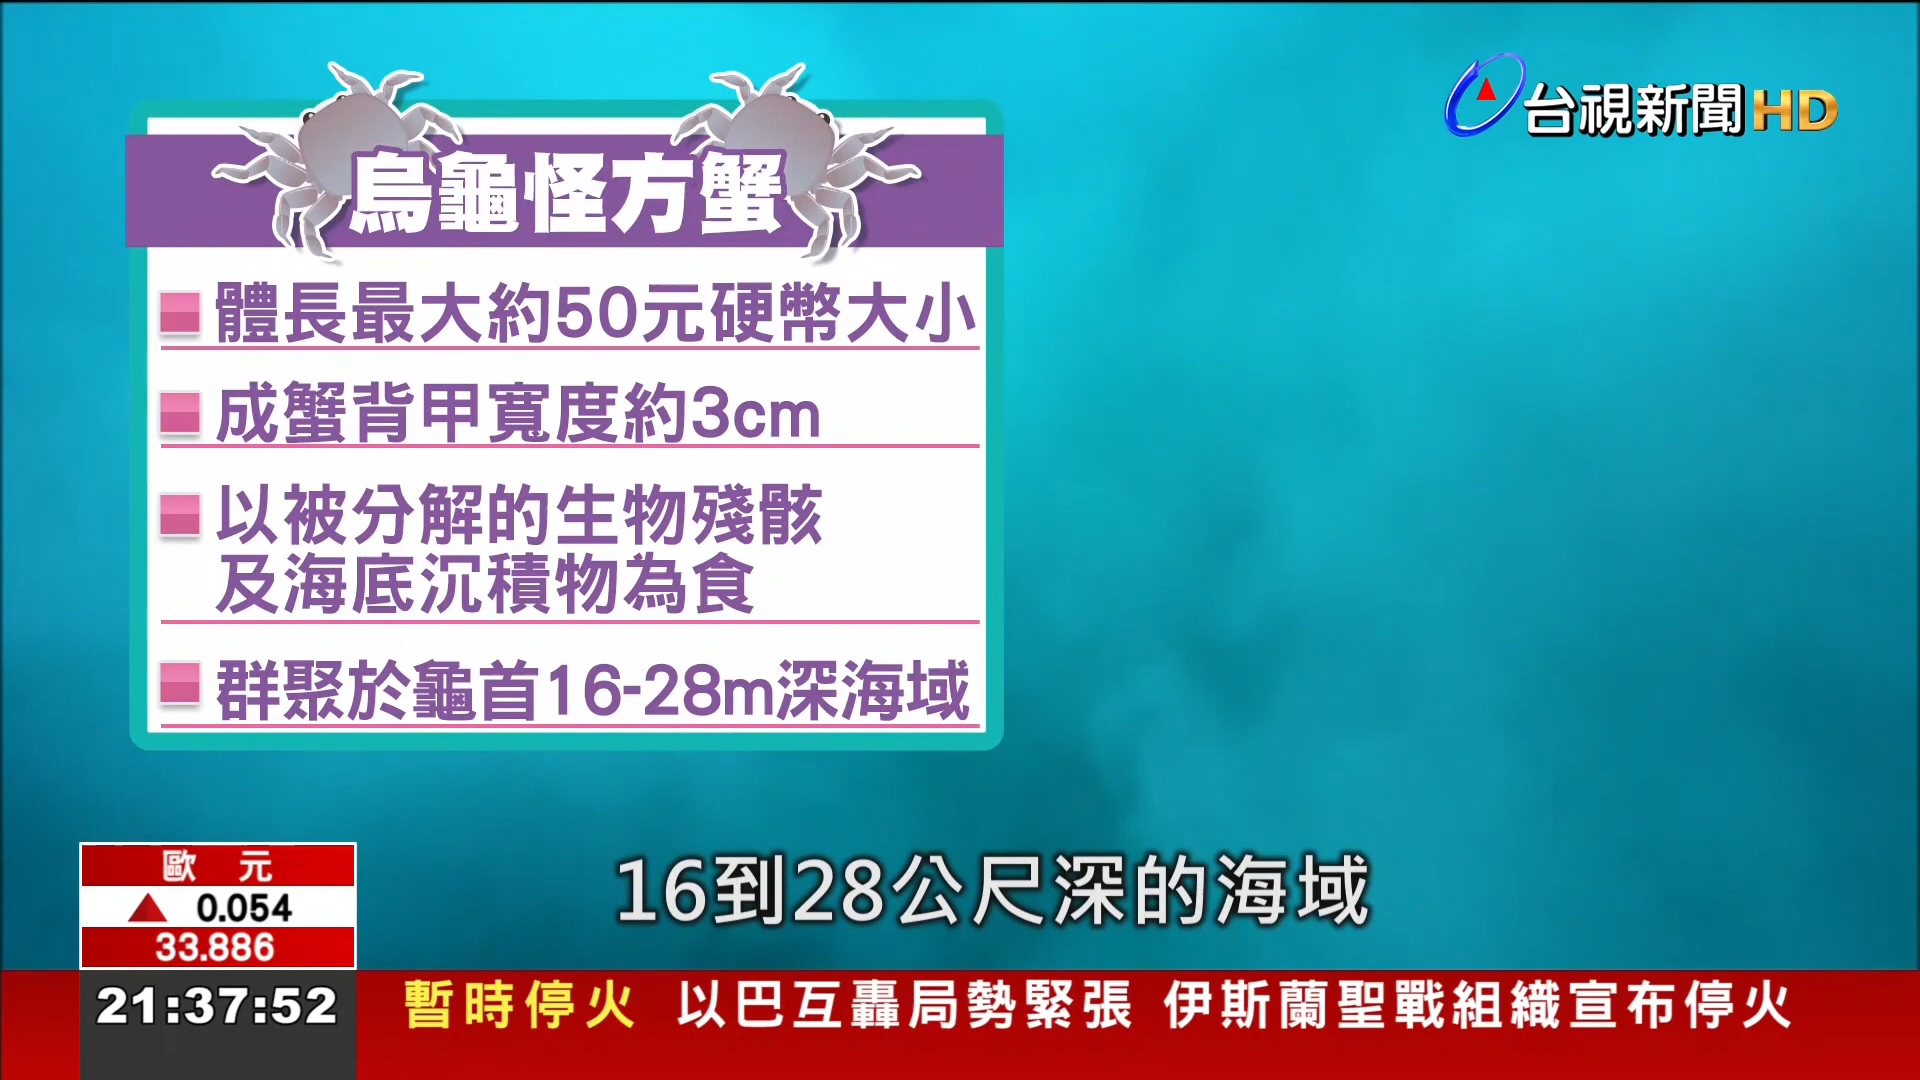 台視新聞HD
烏龜怪方蟹
體長最大約50元硬幣大小
成蟹背甲寬度約3cm
以被分解的生物殘骸
及海底沉積物為食
群聚於龜首16-28m深海域
16到28公尺深的海域
歐 元
▲ 0.054
33.886
21:37:52
暫時停火 以巴互轟局勢緊張 伊斯蘭聖戰組織宣布停火